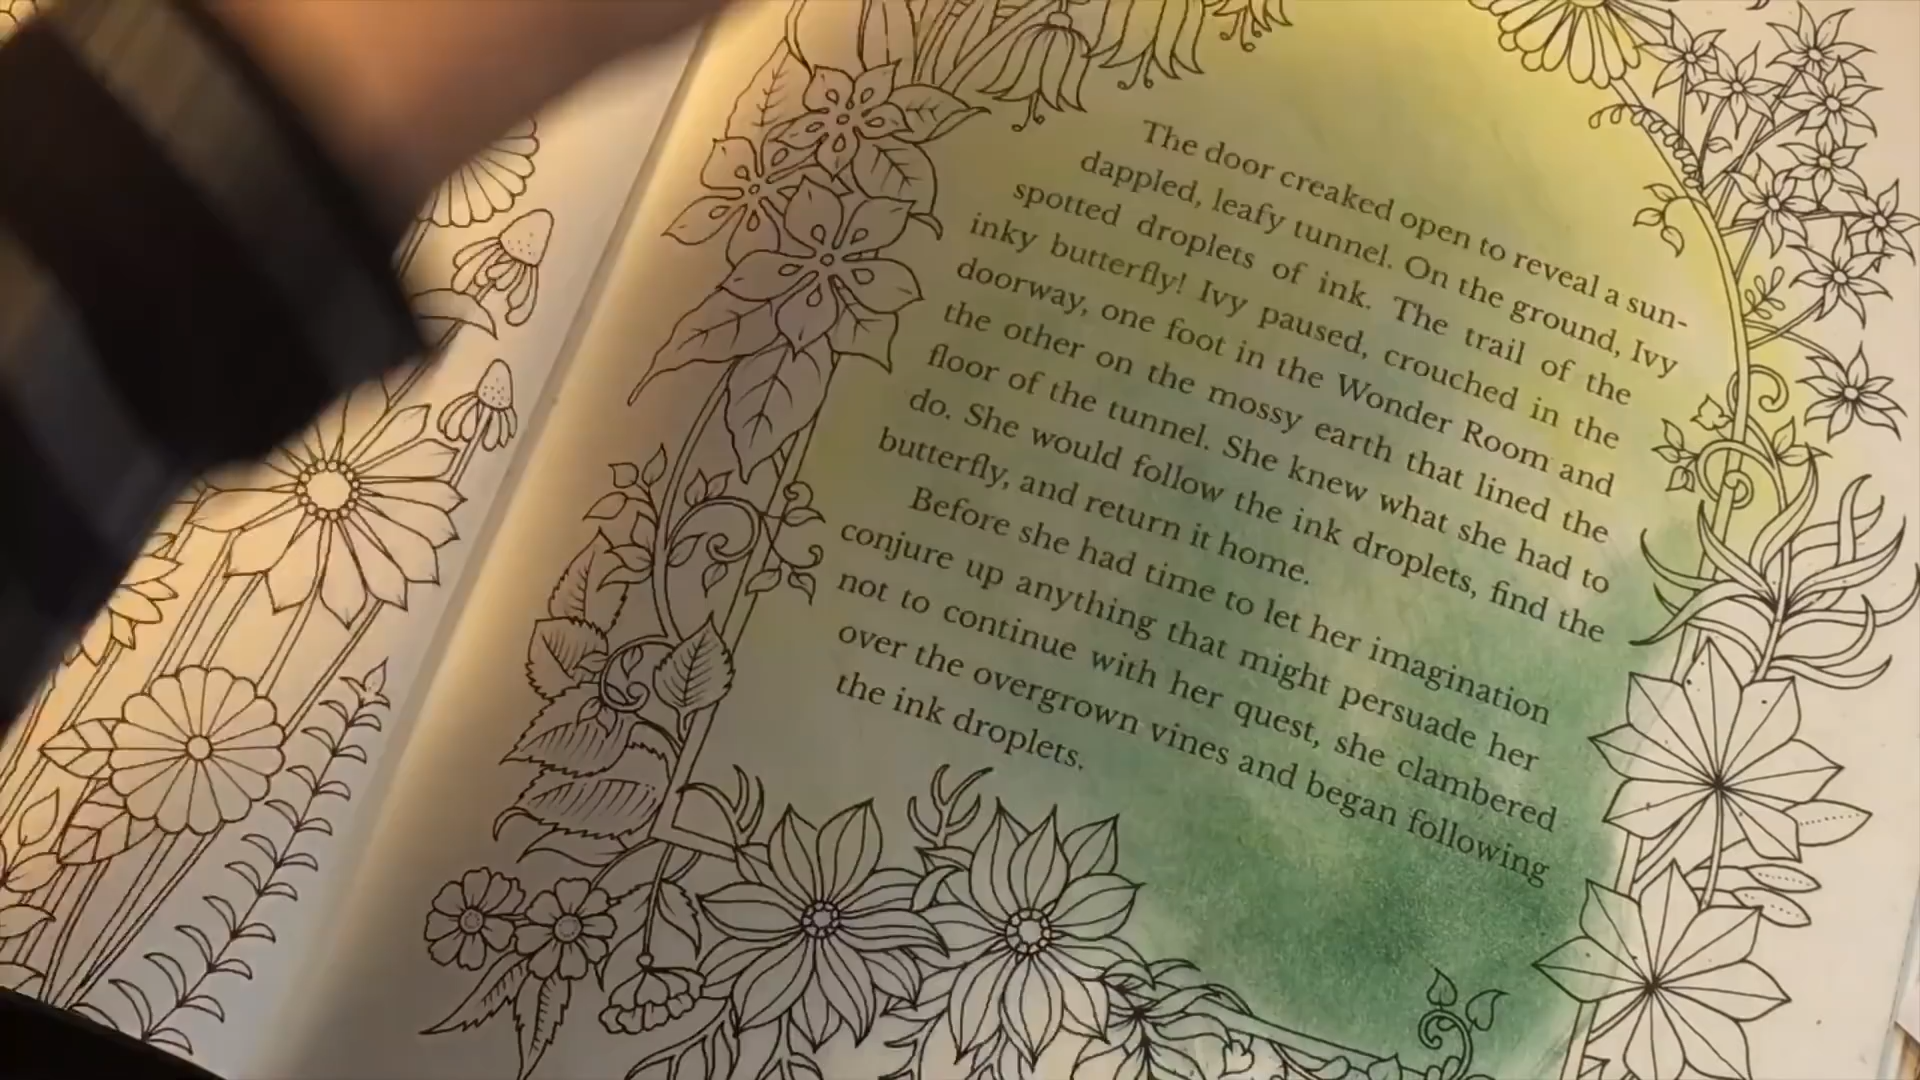 The door creaked open to reveal a sun-
dappled, leafy tunnel. On the ground, Ivy
spotted droplets of ink. The trail of the
inky butterfly! Ivy paused, crouched in the
doorway, one foot in the Wonder Room and
the other on the mossy earth that lined the
floor of the tunnel. She knew what she had to
do. She would follow the ink droplets, find the
butterfly, and return it home.
Before she had time to let her imagination
conjure up anything that might persuade her
not to continue with her quest, she clambered
over the overgrown vines and began following
the ink droplets.